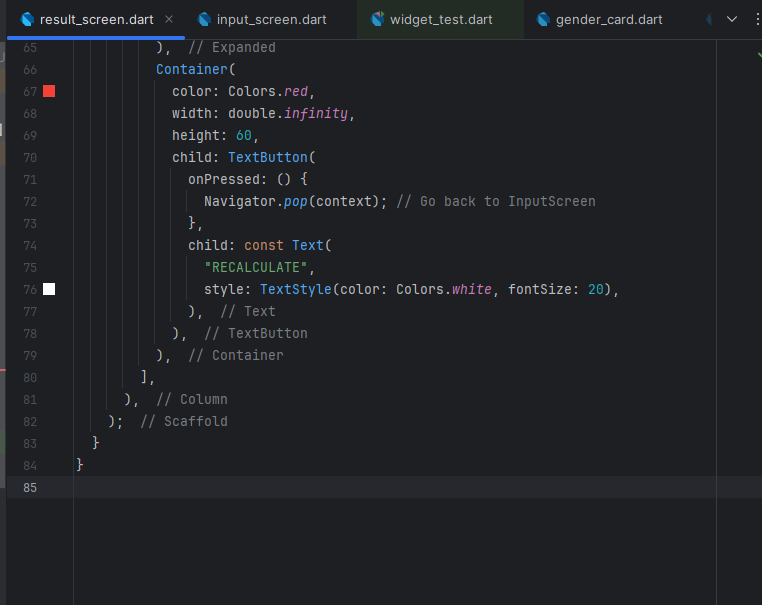 result_screen.dart input_screen.dart widget_test.dart gender_card.dart
65 ), // Expanded
66 Container(
67 color: Colors.red,
68 width: double.infinity,
69 height: 60,
70 child: TextButton(
71 onPressed: () {
72 Navigator.pop(context); // Go back to InputScreen
73 },
74 child: const Text(
75 "RECALCULATE",
76 style: TextStyle(color: Colors.white, fontSize: 20),
77 ), // Text
78 ), // TextButton
79 ), // Container
80 ],
81 ), // Column
82 ); // Scaffold
83 }
84 }
85